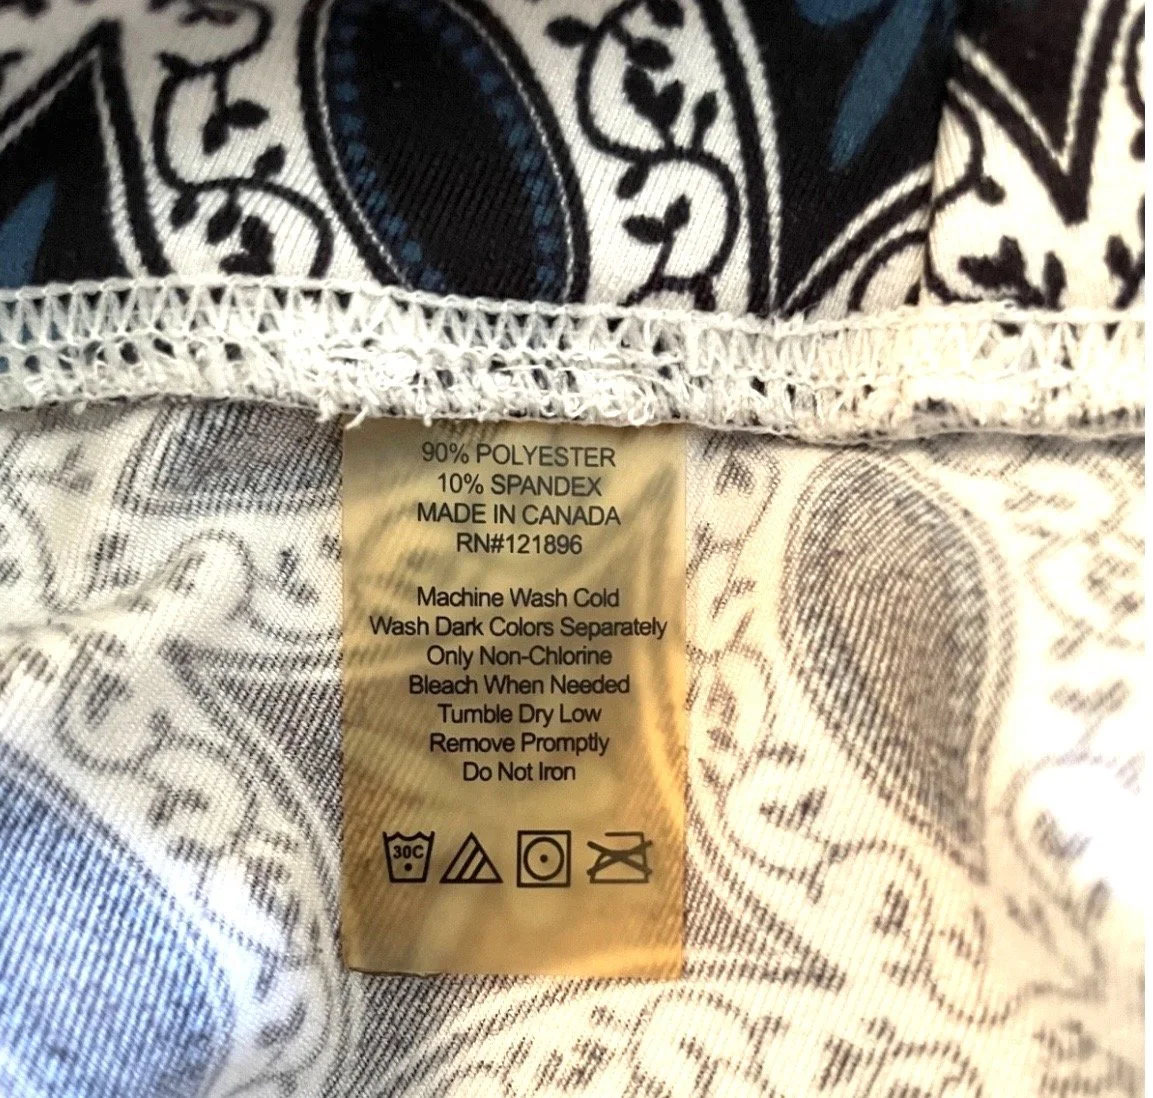 90% POLYESTER
10% SPANDEX
MADE IN CANADA
RN#121896
Machine Wash Cold
Wash Dark Colors Separately
Only Non-Chlorine
Bleach When Needed
Tumble Dry Low
Remove Promptly
Do Not Iron
30C